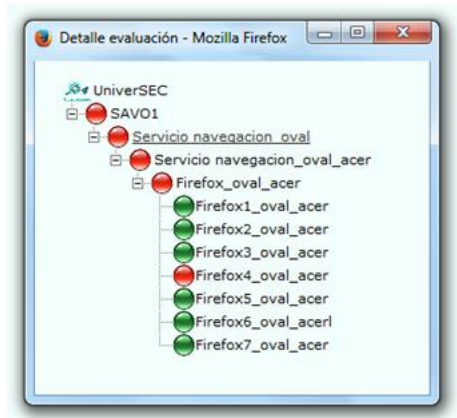 Detalle evaluación - Mozilla Firefox
UniverSEC
SAVO1
Servicio navegacion_oval
Servicio navegacion_oval_acer
Firefox_oval_acer
Firefox1_oval_acer
Firefox2_oval_acer
Firefox3_oval_acer
Firefox4_oval_acer
Firefox5_oval_acer
Firefox6_oval_acerl
Firefox7_oval_acer